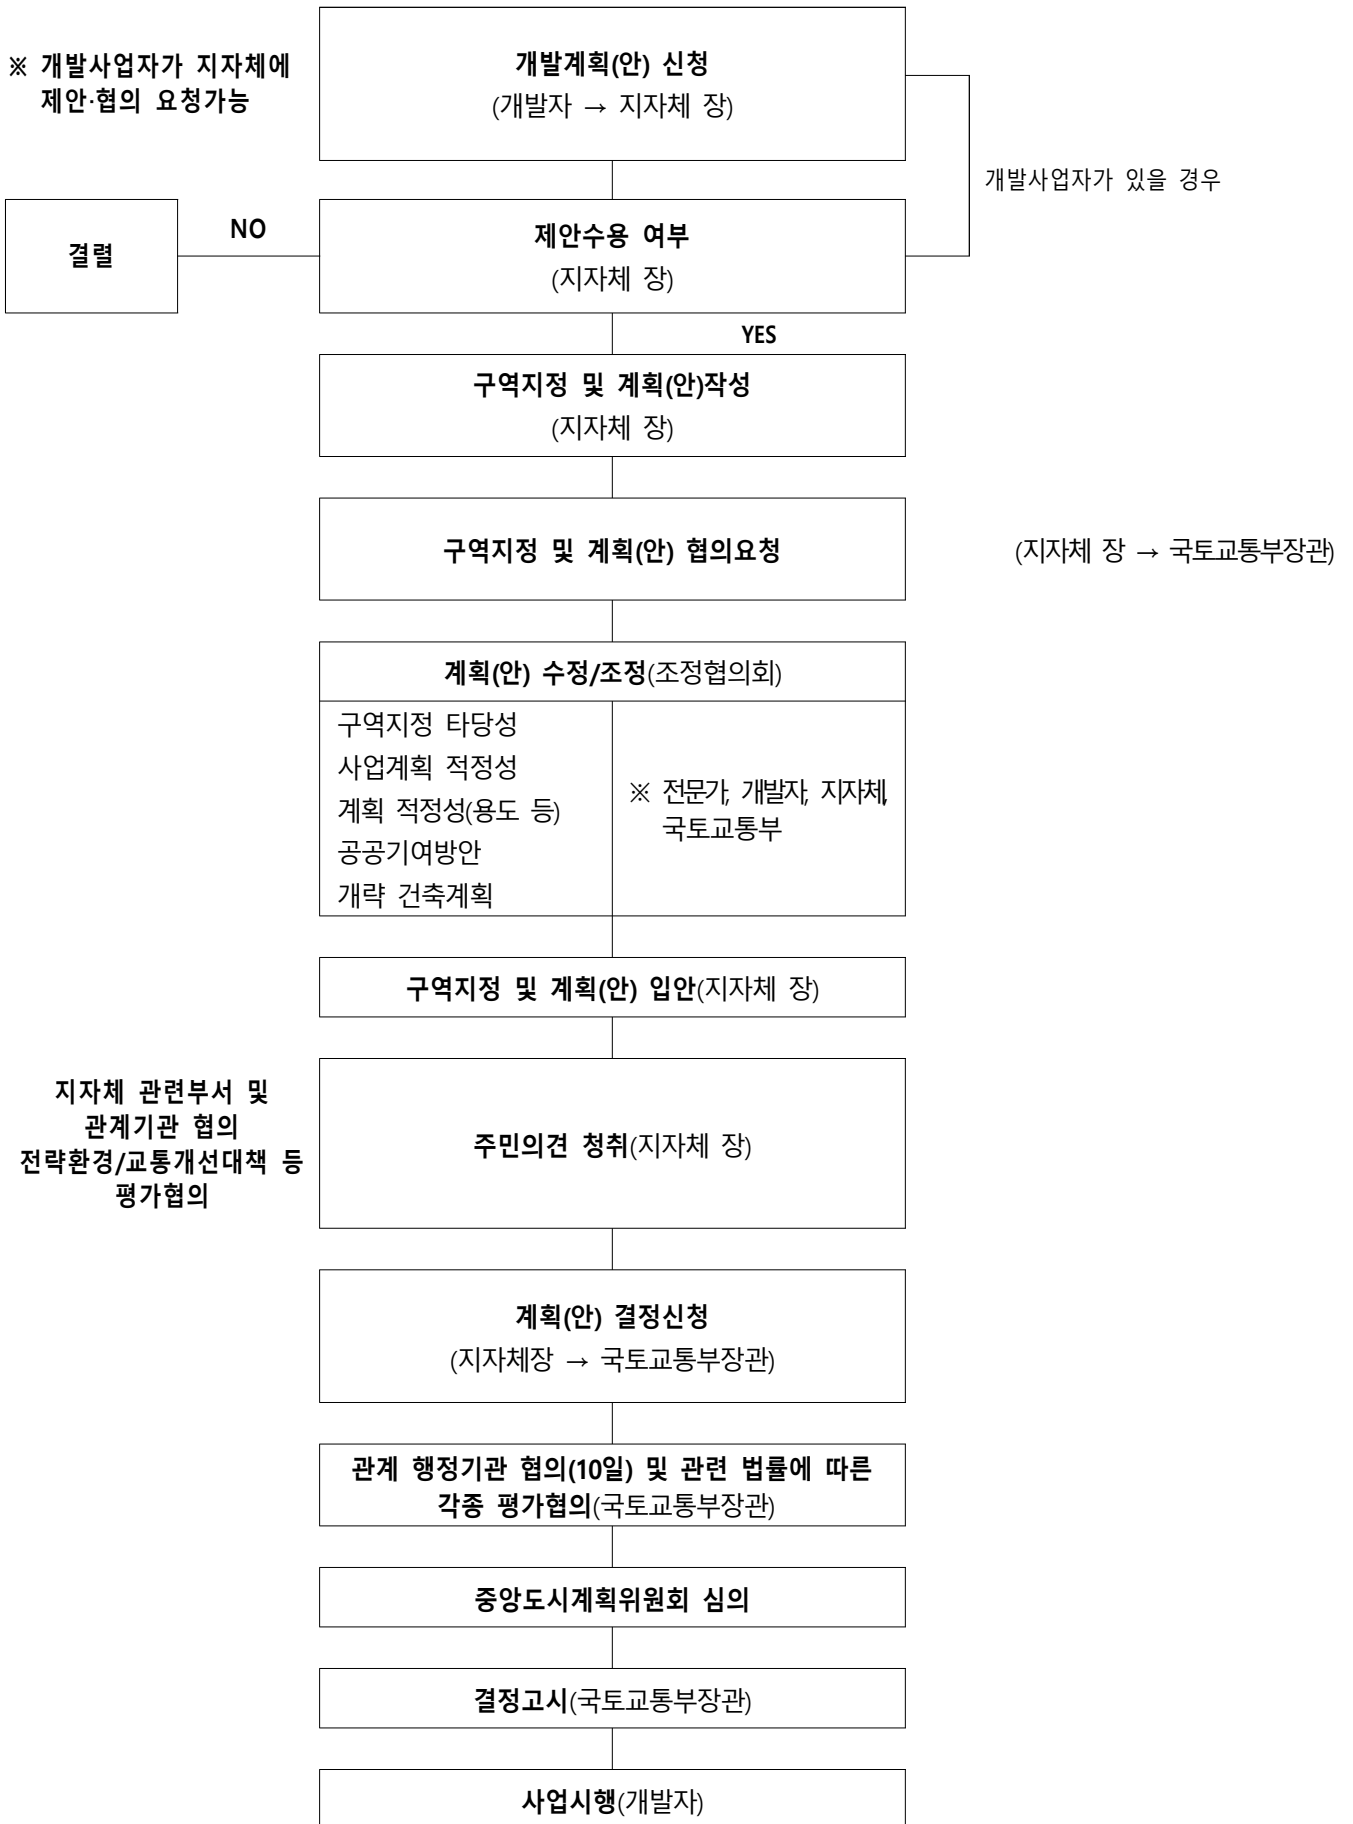 ※ 개발사업자가 지자체에
제안·협의 요청가능
개발계획(안) 신청
(개발자 → 지자체 장)
개발사업자가 있을 경우
결렬
NO
제안수용 여부
(지자체 장)
YES
구역지정 및 계획(안)작성
(지자체 장)
구역지정 및 계획(안) 협의요청
(지자체 장 → 국토교통부장관)
계획(안) 수정/조정(조정협의회)
구역지정 타당성
사업계획 적정성
계획 적정성(용도 등)
공공기여방안
개략 건축계획
※ 전문가, 개발자, 지자체,
국토교통부
구역지정 및 계획(안) 입안(지자체 장)
지자체 관련부서 및
관계기관 협의
전략환경/교통개선대책 등
평가협의
주민의견 청취(지자체 장)
계획(안) 결정신청
(지자체장 → 국토교통부장관)
관계 행정기관 협의(10일) 및 관련 법률에 따른
각종 평가협의(국토교통부장관)
중앙도시계획위원회 심의
결정고시(국토교통부장관)
사업시행(개발자)